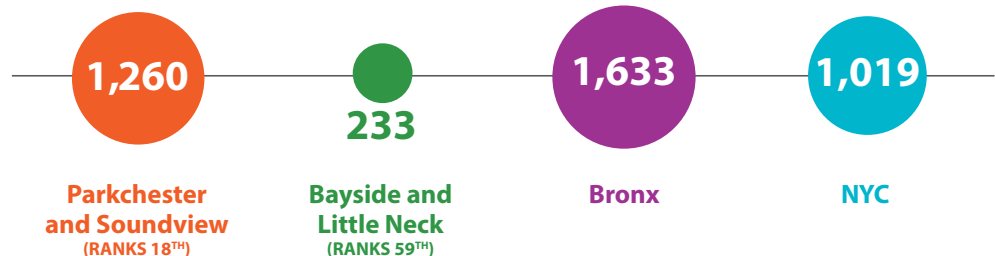 1,260
233
1,633
1,019
Parkchester
and Soundview
(RANKS 18TH)
Bayside and
Little Neck
(RANKS 59TH)
Bronx
NYC